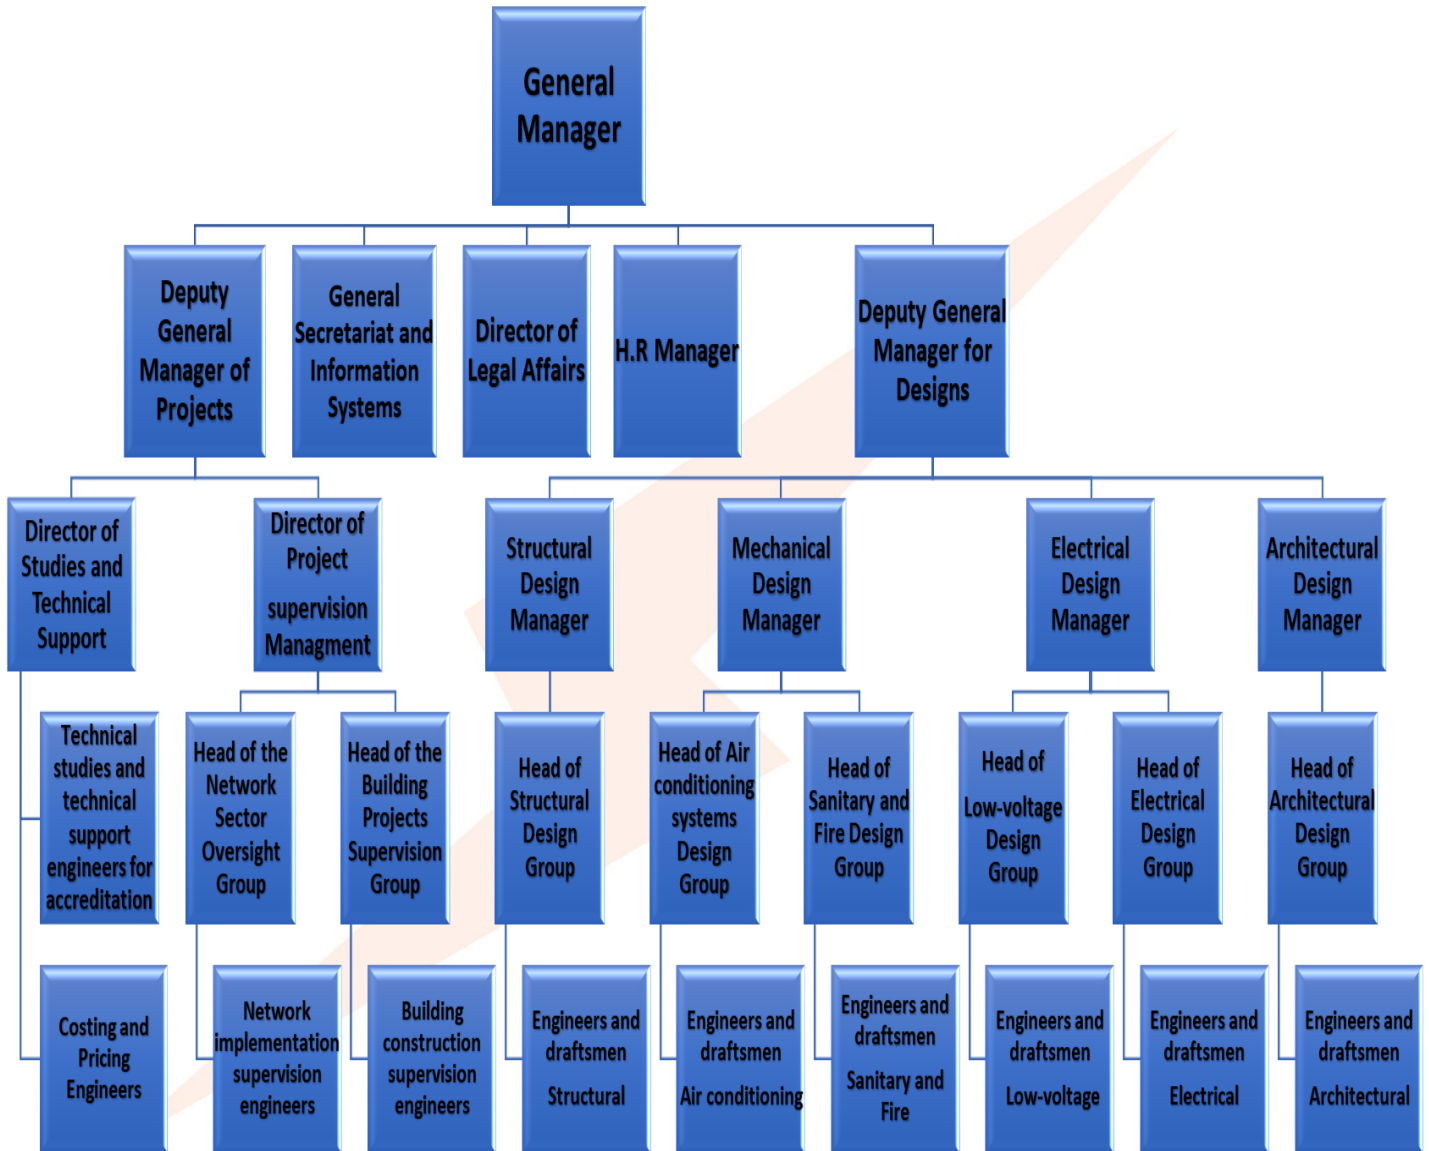 General
Manager
Deputy
General
Manager of
Projects
General
Secretariat and
Information
Systems
Director of
Legal Affairs
H.R Manager
Deputy General
Manager for
Designs
Director of
Studies and
Technical
Support
Director of
Project
supervision
Managment
Structural
Design
Manager
Mechanical
Design
Manager
Electrical
Design
Manager
Architectural
Design
Manager
Technical
studies and
technical
support
engineers for
accreditation
Head of the
Network
Sector
Oversight
Group
Head of the
Building
Projects
Supervision
Group
Head of
Structural
Design
Group
Head of Air
conditioning
systems
Design
Group
Head of
Sanitary and
Fire Design
Group
Head of
Low-voltage
Design
Group
Head of
Electrical
Design
Group
Head of
Architectural
Design
Group
Costing and
Pricing
Engineers
Network
implementation
supervision
engineers
Building
construction
supervision
engineers
Engineers and
draftsmen
Structural
Engineers and
draftsmen
Air conditioning
Engineers and
draftsmen
Sanitary and
Fire
Engineers and
draftsmen
Low-voltage
Engineers and
draftsmen
Electrical
Engineers and
draftsmen
Architectural